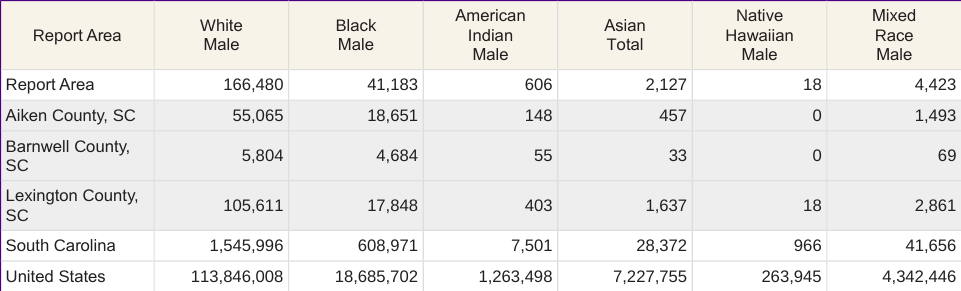 Report Area White Male Black Male American Indian Male Asian Total Native Hawaiian Male Mixed Race Male
Report Area 166,480 41,183 606 2,127 18 4,423
Aiken County, SC 55,065 18,651 148 457 0 1,493
Barnwell County, SC 5,804 4,684 55 33 0 69
Lexington County, SC 105,611 17,848 403 1,637 18 2,861
South Carolina 1,545,996 608,971 7,501 28,372 966 41,656
United States 113,846,008 18,685,702 1,263,498 7,227,755 263,945 4,342,446